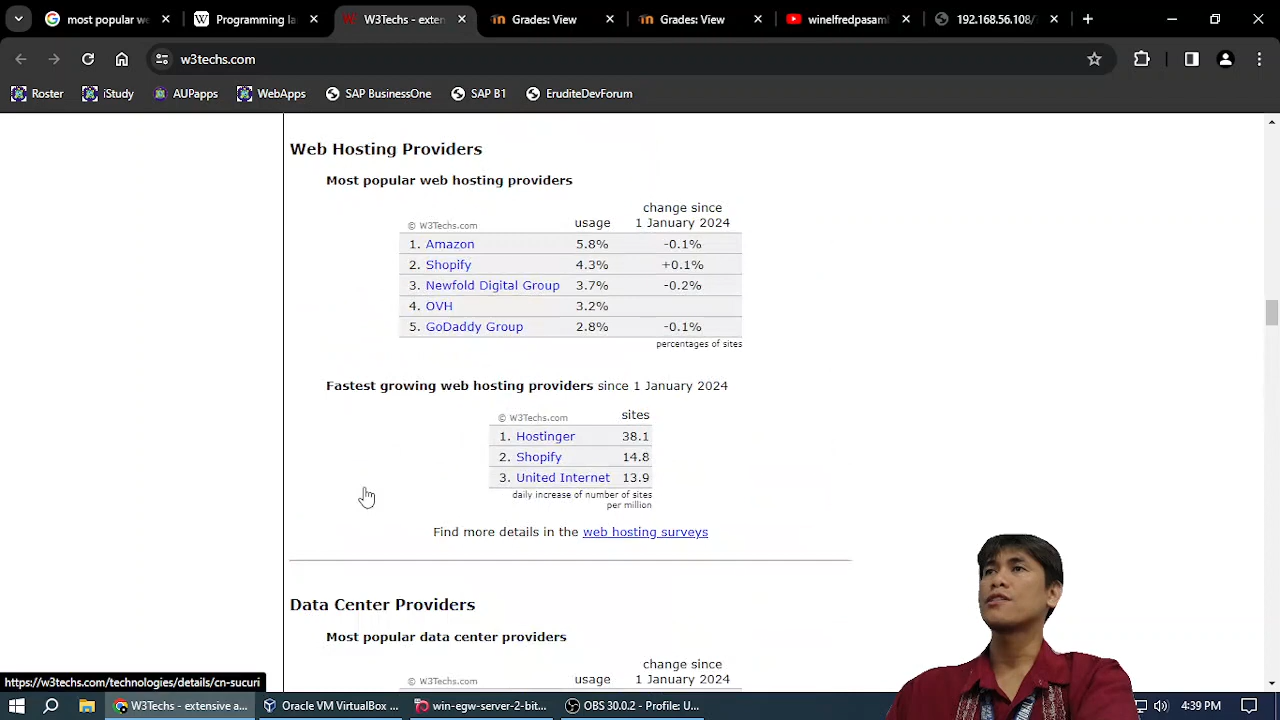 most popular we
Programming la
W3Techs - exten
Grades: View
Grades: View
winelfredpasaml
192.168.56.108/
w3techs.com
Roster
iStudy
AUPapps
WebApps
SAP BusinessOne
SAP B1
EruditeDevForum
Web Hosting Providers
Most popular web hosting providers
© W3Techs.com usage change since 1 January 2024
1. Amazon 5.8% -0.1%
2. Shopify 4.3% +0.1%
3. Newfold Digital Group 3.7% -0.2%
4. OVH 3.2%
5. GoDaddy Group 2.8% -0.1%
percentages of sites
Fastest growing web hosting providers since 1 January 2024
© W3Techs.com sites
1. Hostinger 38.1
2. Shopify 14.8
3. United Internet 13.9
daily increase of number of sites
per million
Find more details in the web hosting surveys
Data Center Providers
Most popular data center providers
change since
© W3Techs.com usage 1 January 2024
https://w3techs.com/technologies/details/cn-sucuri
W3Techs - extensive a...
Oracle VM VirtualBox ...
win-egw-server-2-bit...
OBS 30.0.2 - Profile: U...
4:39 PM